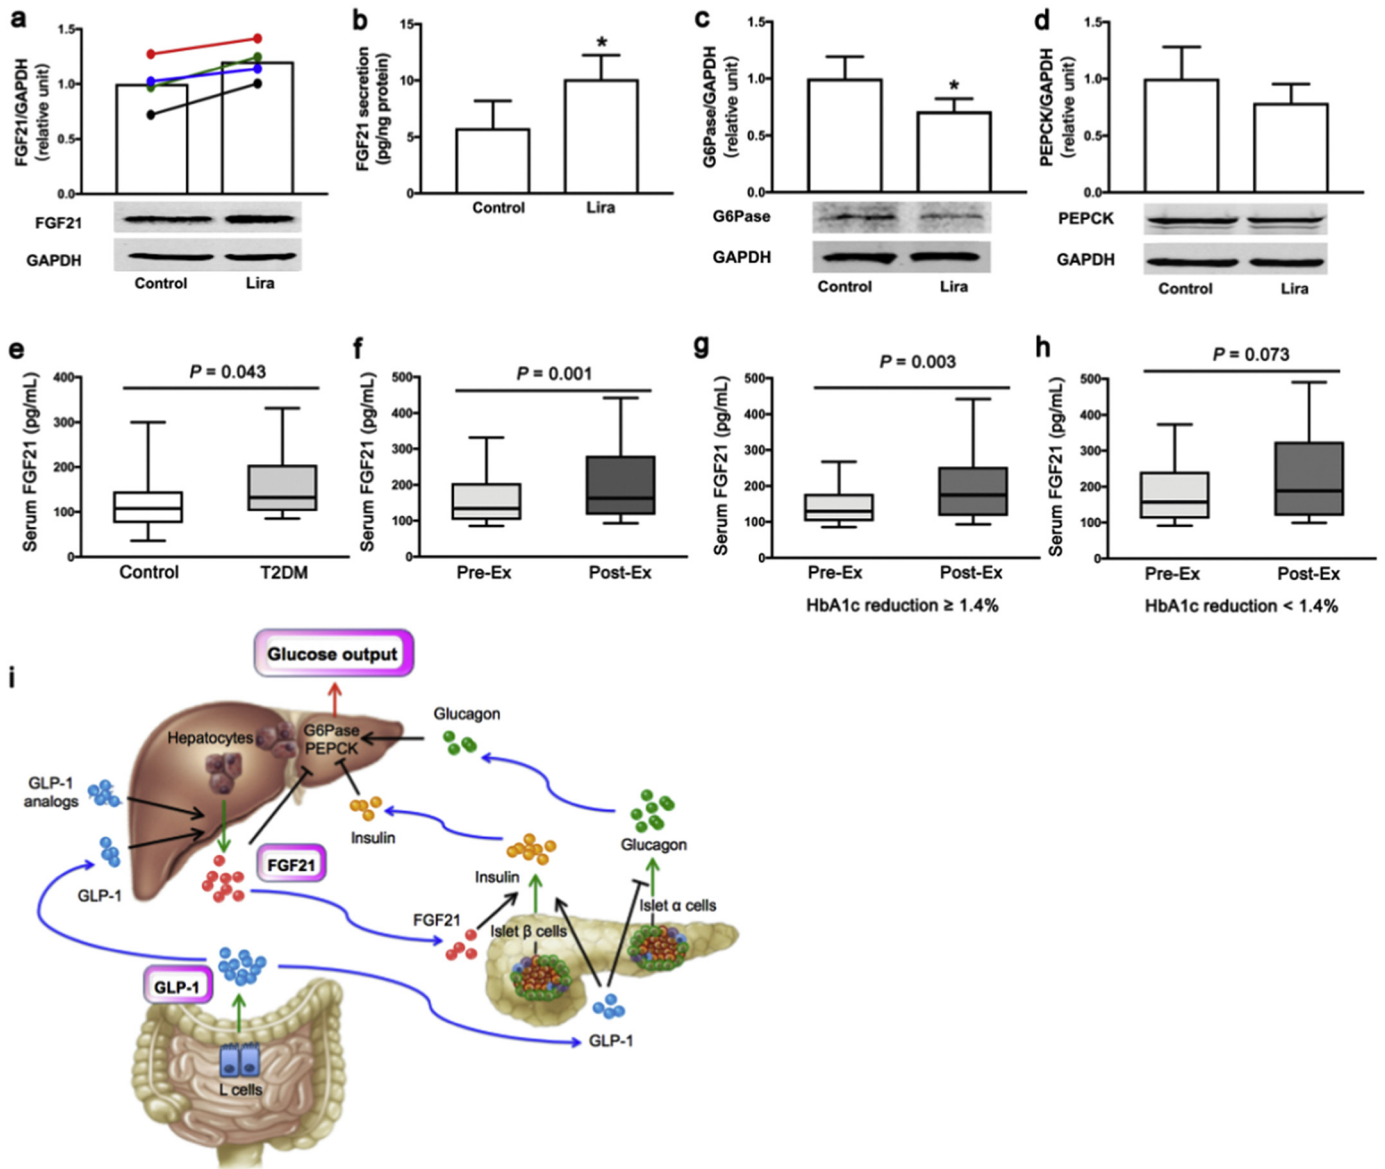 a
FGF21/GAPDH
(relative unit)
1.5
1.0
0.5
0.0
FGF21
GAPDH
Control
Lira
b
FGF21 secretion
(pg/ng protein)
15
10
5
0
*
Control
Lira
c
G6Pase/GAPDH
(relative unit)
1.5
1.0
0.5
0.0
*
G6Pase
GAPDH
Control
Lira
d
PEPCK/GAPDH
(relative unit)
1.5
1.0
0.5
0.0
PEPCK
GAPDH
Control
Lira
e
Serum FGF21 (pg/mL)
400
300
200
100
0
P = 0.043
Control
T2DM
f
Serum FGF21 (pg/mL)
500
400
300
200
100
0
P = 0.001
Pre-Ex
Post-Ex
g
Serum FGF21 (pg/mL)
500
400
300
200
100
0
P = 0.003
Pre-Ex
Post-Ex
HbA1c reduction ≥ 1.4%
h
Serum FGF21 (pg/mL)
500
400
300
200
100
0
P = 0.073
Pre-Ex
Post-Ex
HbA1c reduction < 1.4%
i
Glucose output
Hepatocytes
G6Pase
PEPCK
Glucagon
GLP-1
analogs
Insulin
Glucagon
FGF21
GLP-1
Insulin
Islet α cells
FGF21
Islet β cells
GLP-1
GLP-1
L cells